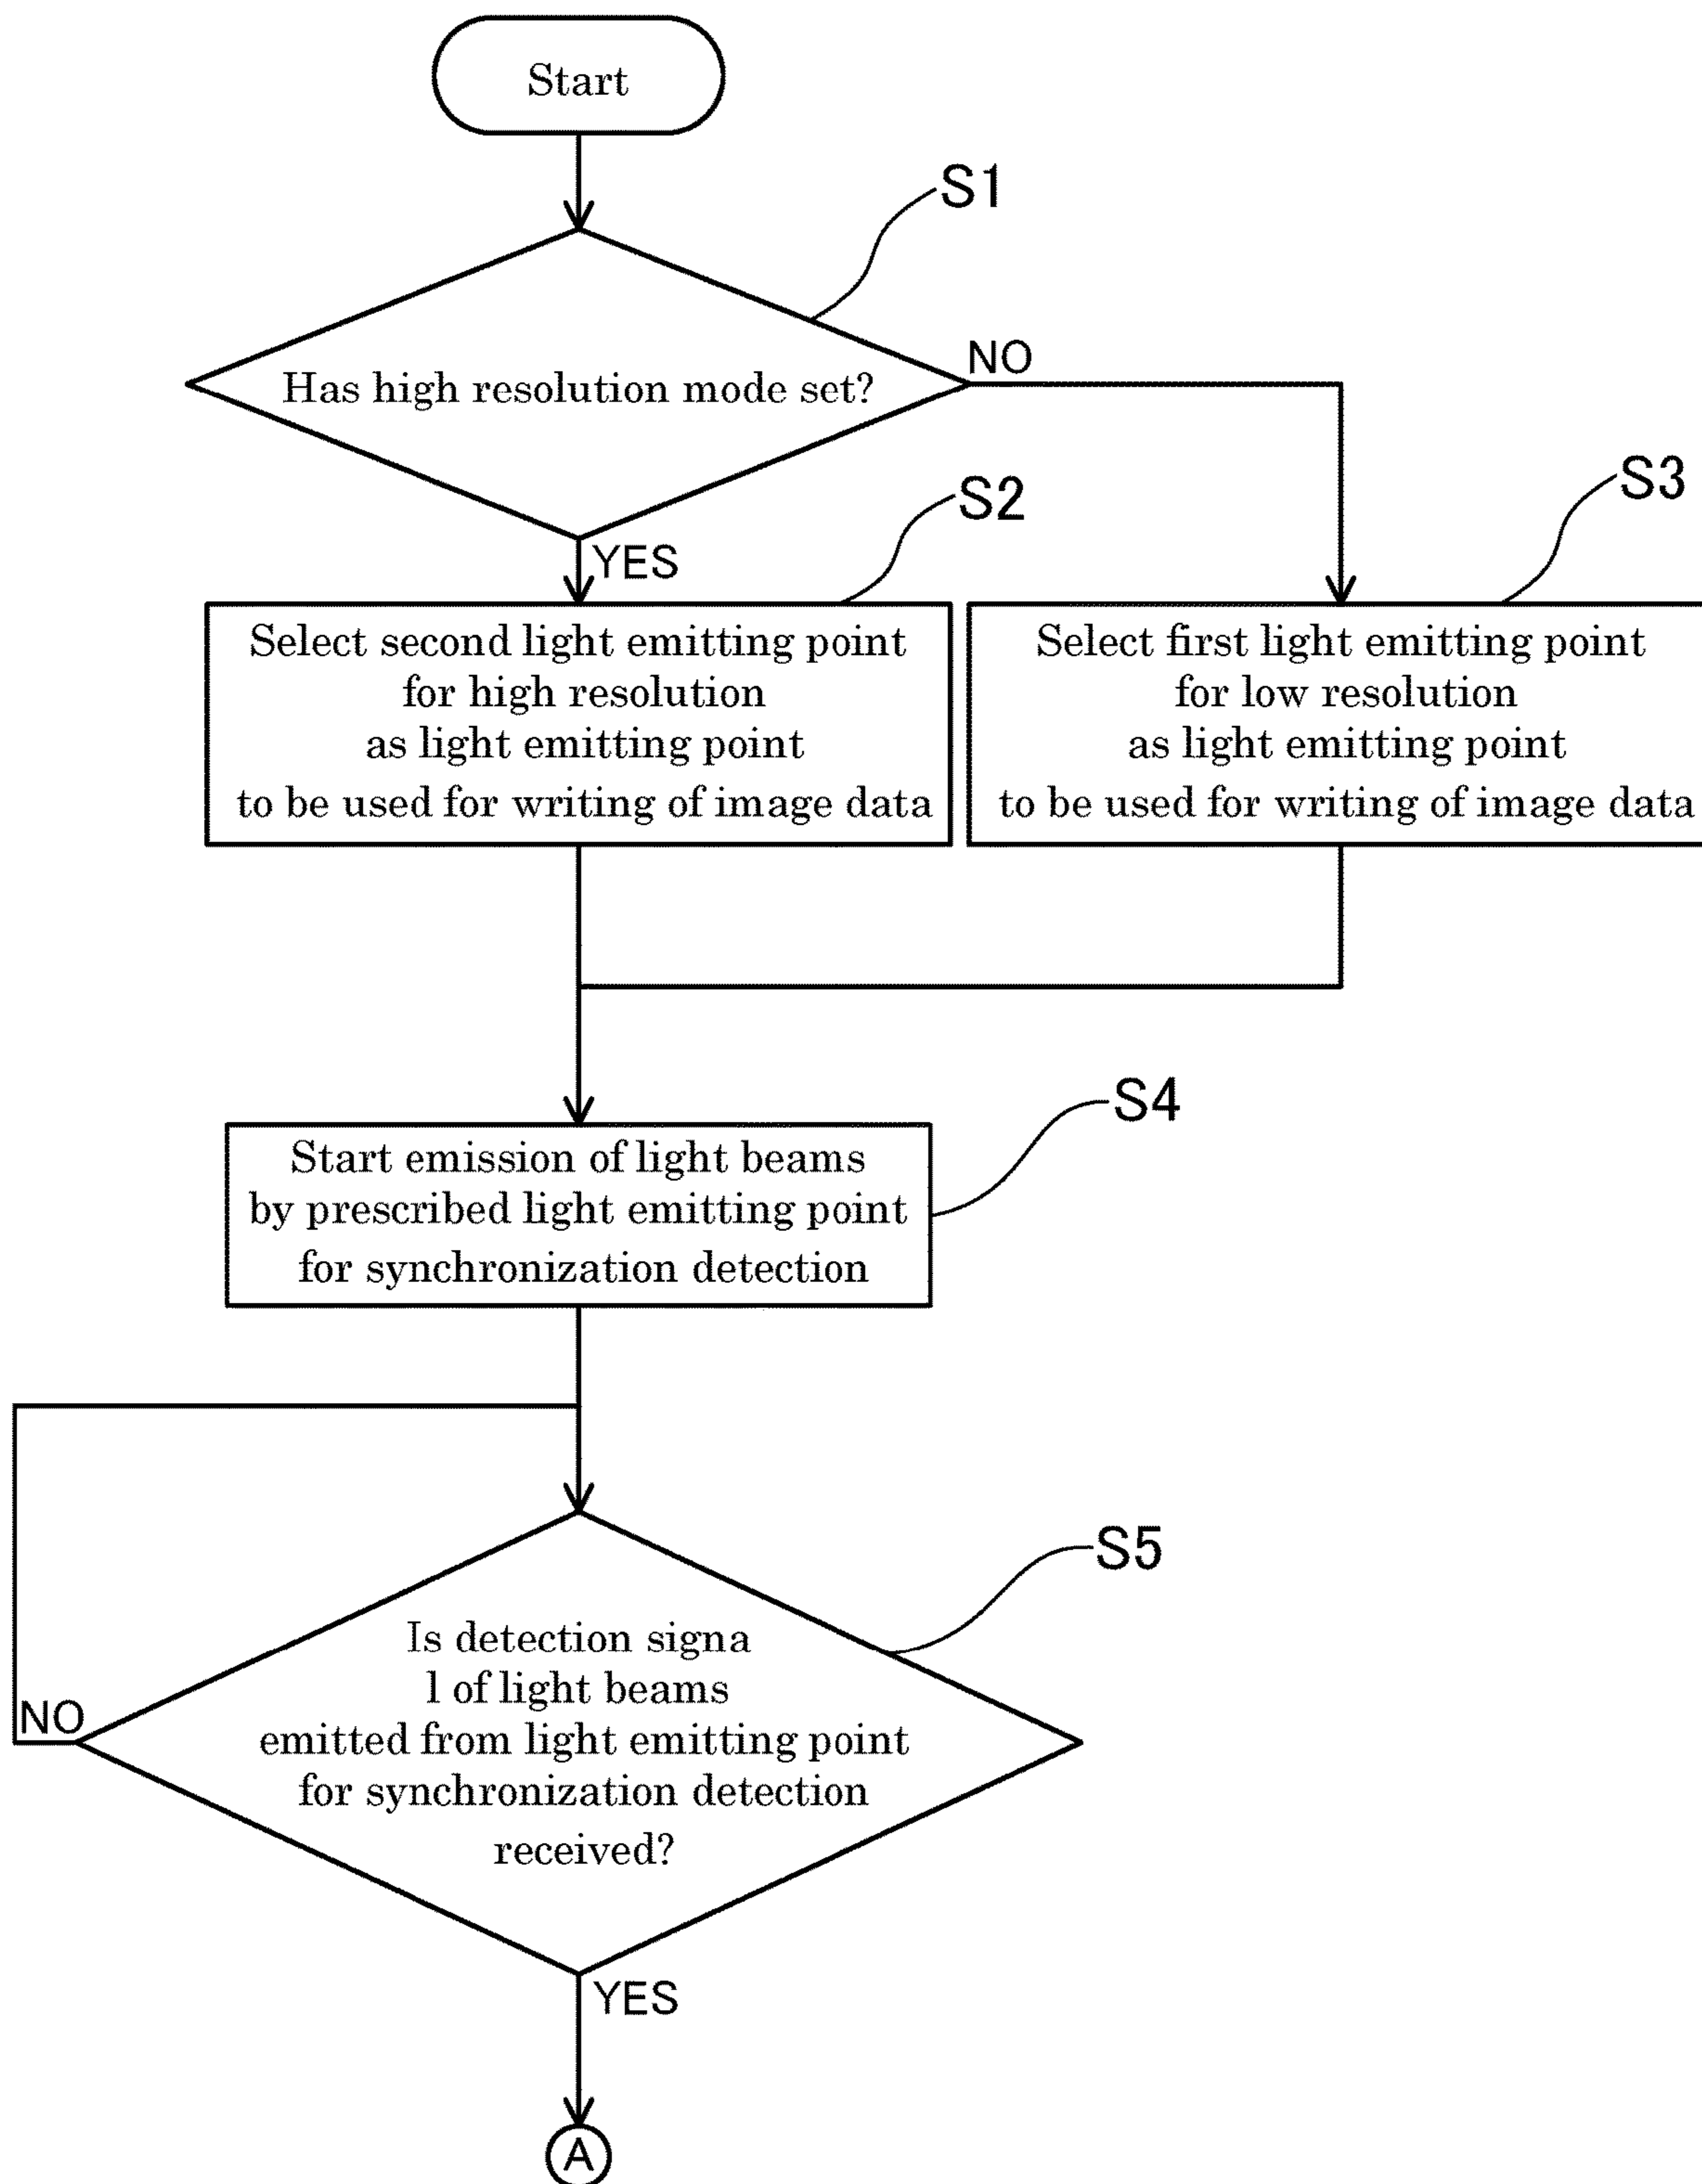 Start
S1
Has high resolution mode set?
NO
YES
S2
S3
Select second light emitting point
for high resolution
as light emitting point
to be used for writing of image data
Select first light emitting point
for low resolution
as light emitting point
to be used for writing of image data
S4
Start emission of light beams
by prescribed light emitting point
for synchronization detection
S5
Is detection signa
l of light beams
emitted from light emitting point
for synchronization detection
received?
NO
YES
A